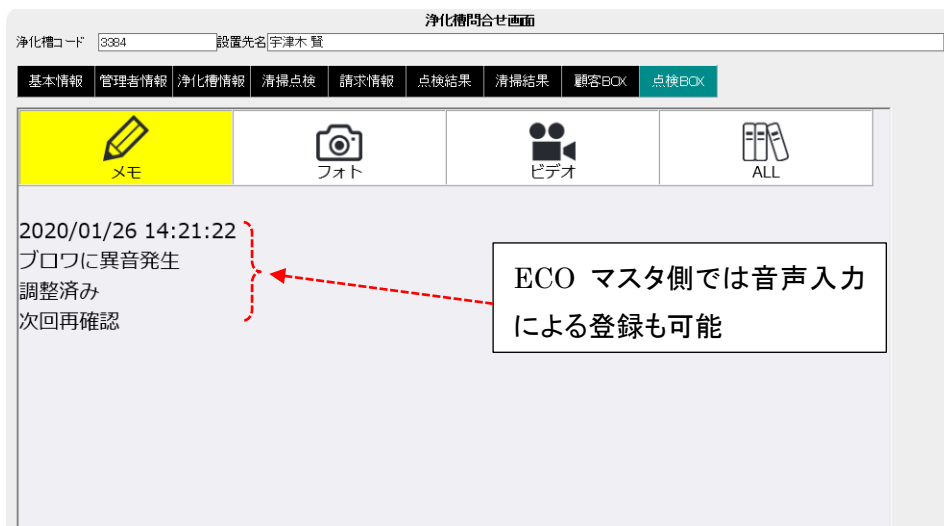 浄化槽問合せ画面
浄化槽コード 3384 設置先名 宇津木 賢
基本情報 管理者情報 浄化槽情報 清掃点検 請求情報 点検結果 清掃結果 顧客BOX 点検BOX
メモ フォト ビデオ ALL
2020/01/26 14:21:22
ブロワに異音発生
調整済み
次回再確認
ECO マスタ側では音声入力
による登録も可能